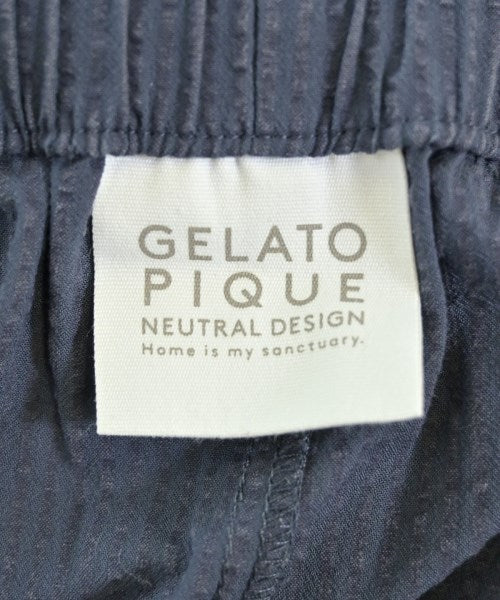 GELATO
PIQUE
NEUTRAL DESIGN
Home is my sanctuary.